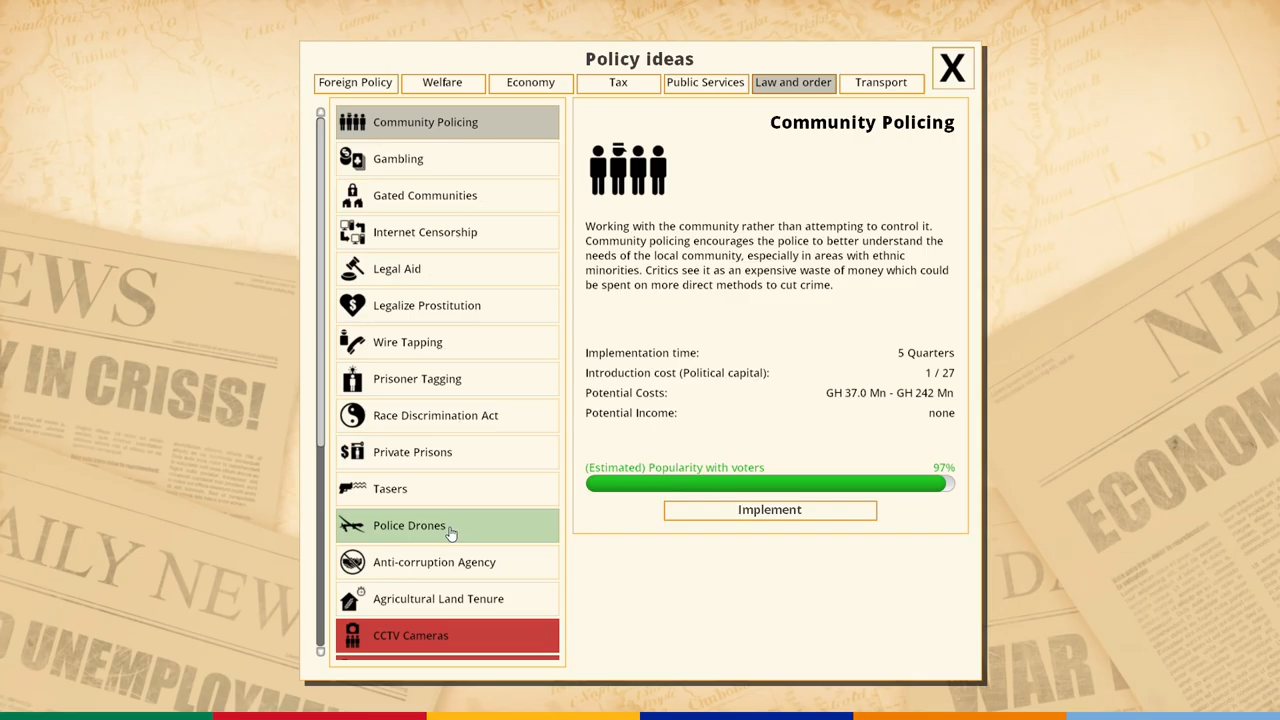 Policy ideas
X
Foreign Policy
Welfare
Economy
Tax
Public Services
Law and order
Transport
Community Policing
Gambling
Gated Communities
Internet Censorship
Legal Aid
Legalize Prostitution
Wire Tapping
Prisoner Tagging
Race Discrimination Act
Private Prisons
Tasers
Police Drones
Anti-corruption Agency
Agricultural Land Tenure
CCTV Cameras
Community Policing
Working with the community rather than attempting to control it.
Community policing encourages the police to better understand the
needs of the local community, especially in areas with ethnic
minorities. Critics see it as an expensive waste of money which could
be spent on more direct methods to cut crime.
Implementation time: 5 Quarters
Introduction cost (Political capital): 1 / 27
Potential Costs: GH 37.0 Mn - GH 242 Mn
Potential Income: none
(Estimated) Popularity with voters 97%
Implement
EWS
Y IN CRISIS!
AILY NEW
UNEMPLOYM
NE
ECONOM
WAR